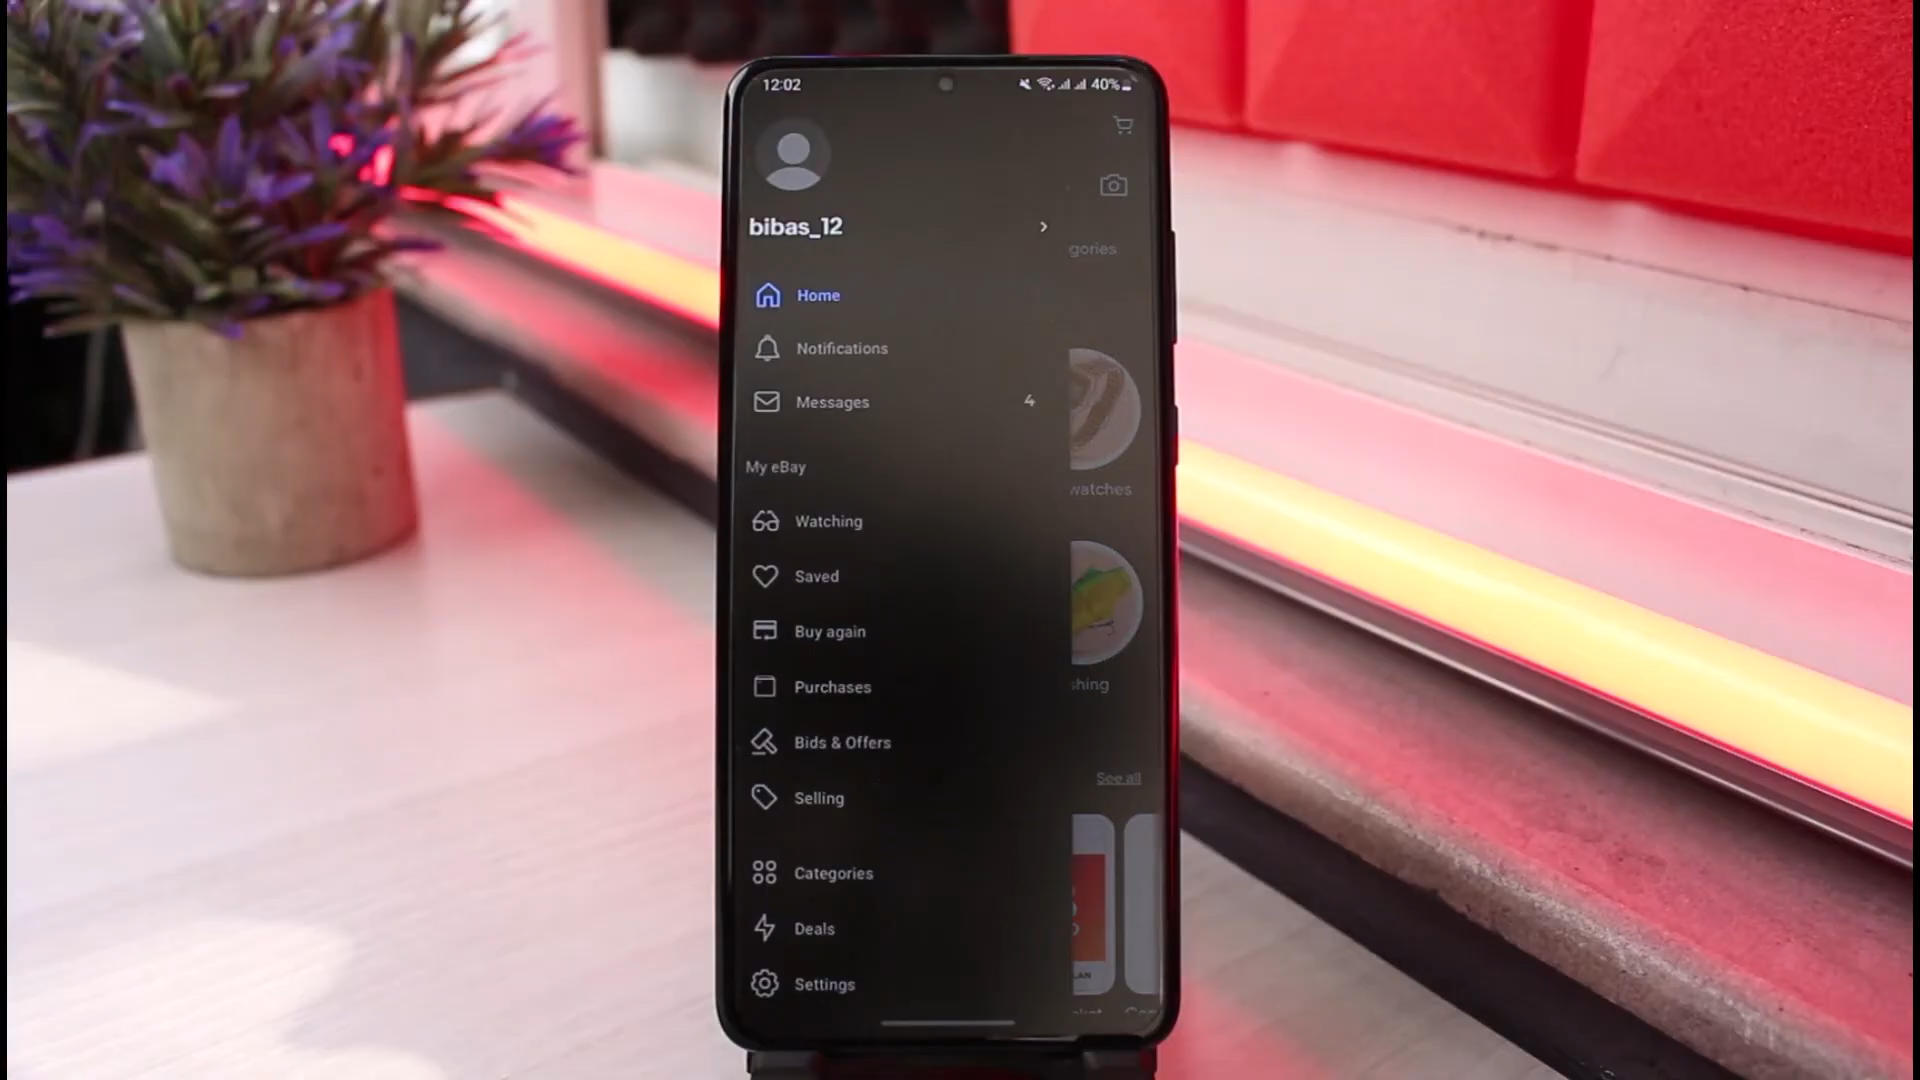 12:02
40%
bibas_12
gories
Home
Notifications
Messages
4
My eBay
watches
Watching
Saved
Buy again
shing
Purchases
Bids & Offers
See all
Selling
Categories
Deals
LAN
Settings